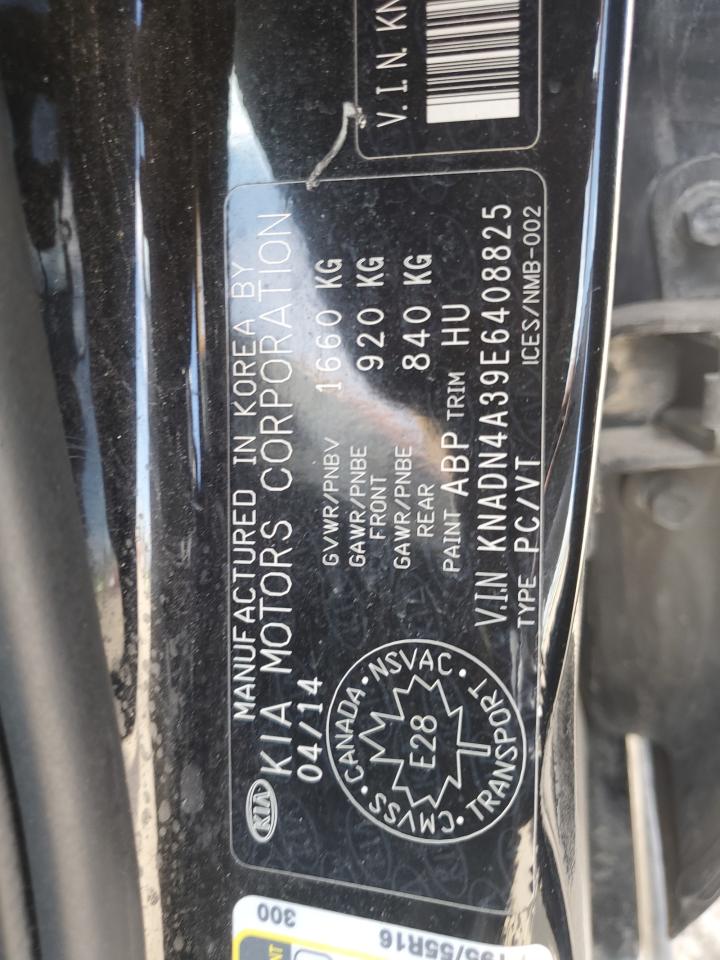 KIA
MANUFACTURED IN KOREA BY
KIA MOTORS CORPORATION
04/14
CMVSS • CANADA • NSVAC • TRANSPORT •
E28
GVWR/PNBV 1660 KG
GAWR/PNBE
FRONT 920 KG
GAWR/PNBE
REAR 840 KG
PAINT ABP TRIM HU
V.IN KNADN4A39E6408825
TYPE PC/VT ICES/NMB-002
V.I.N. KN
300
195/55R16